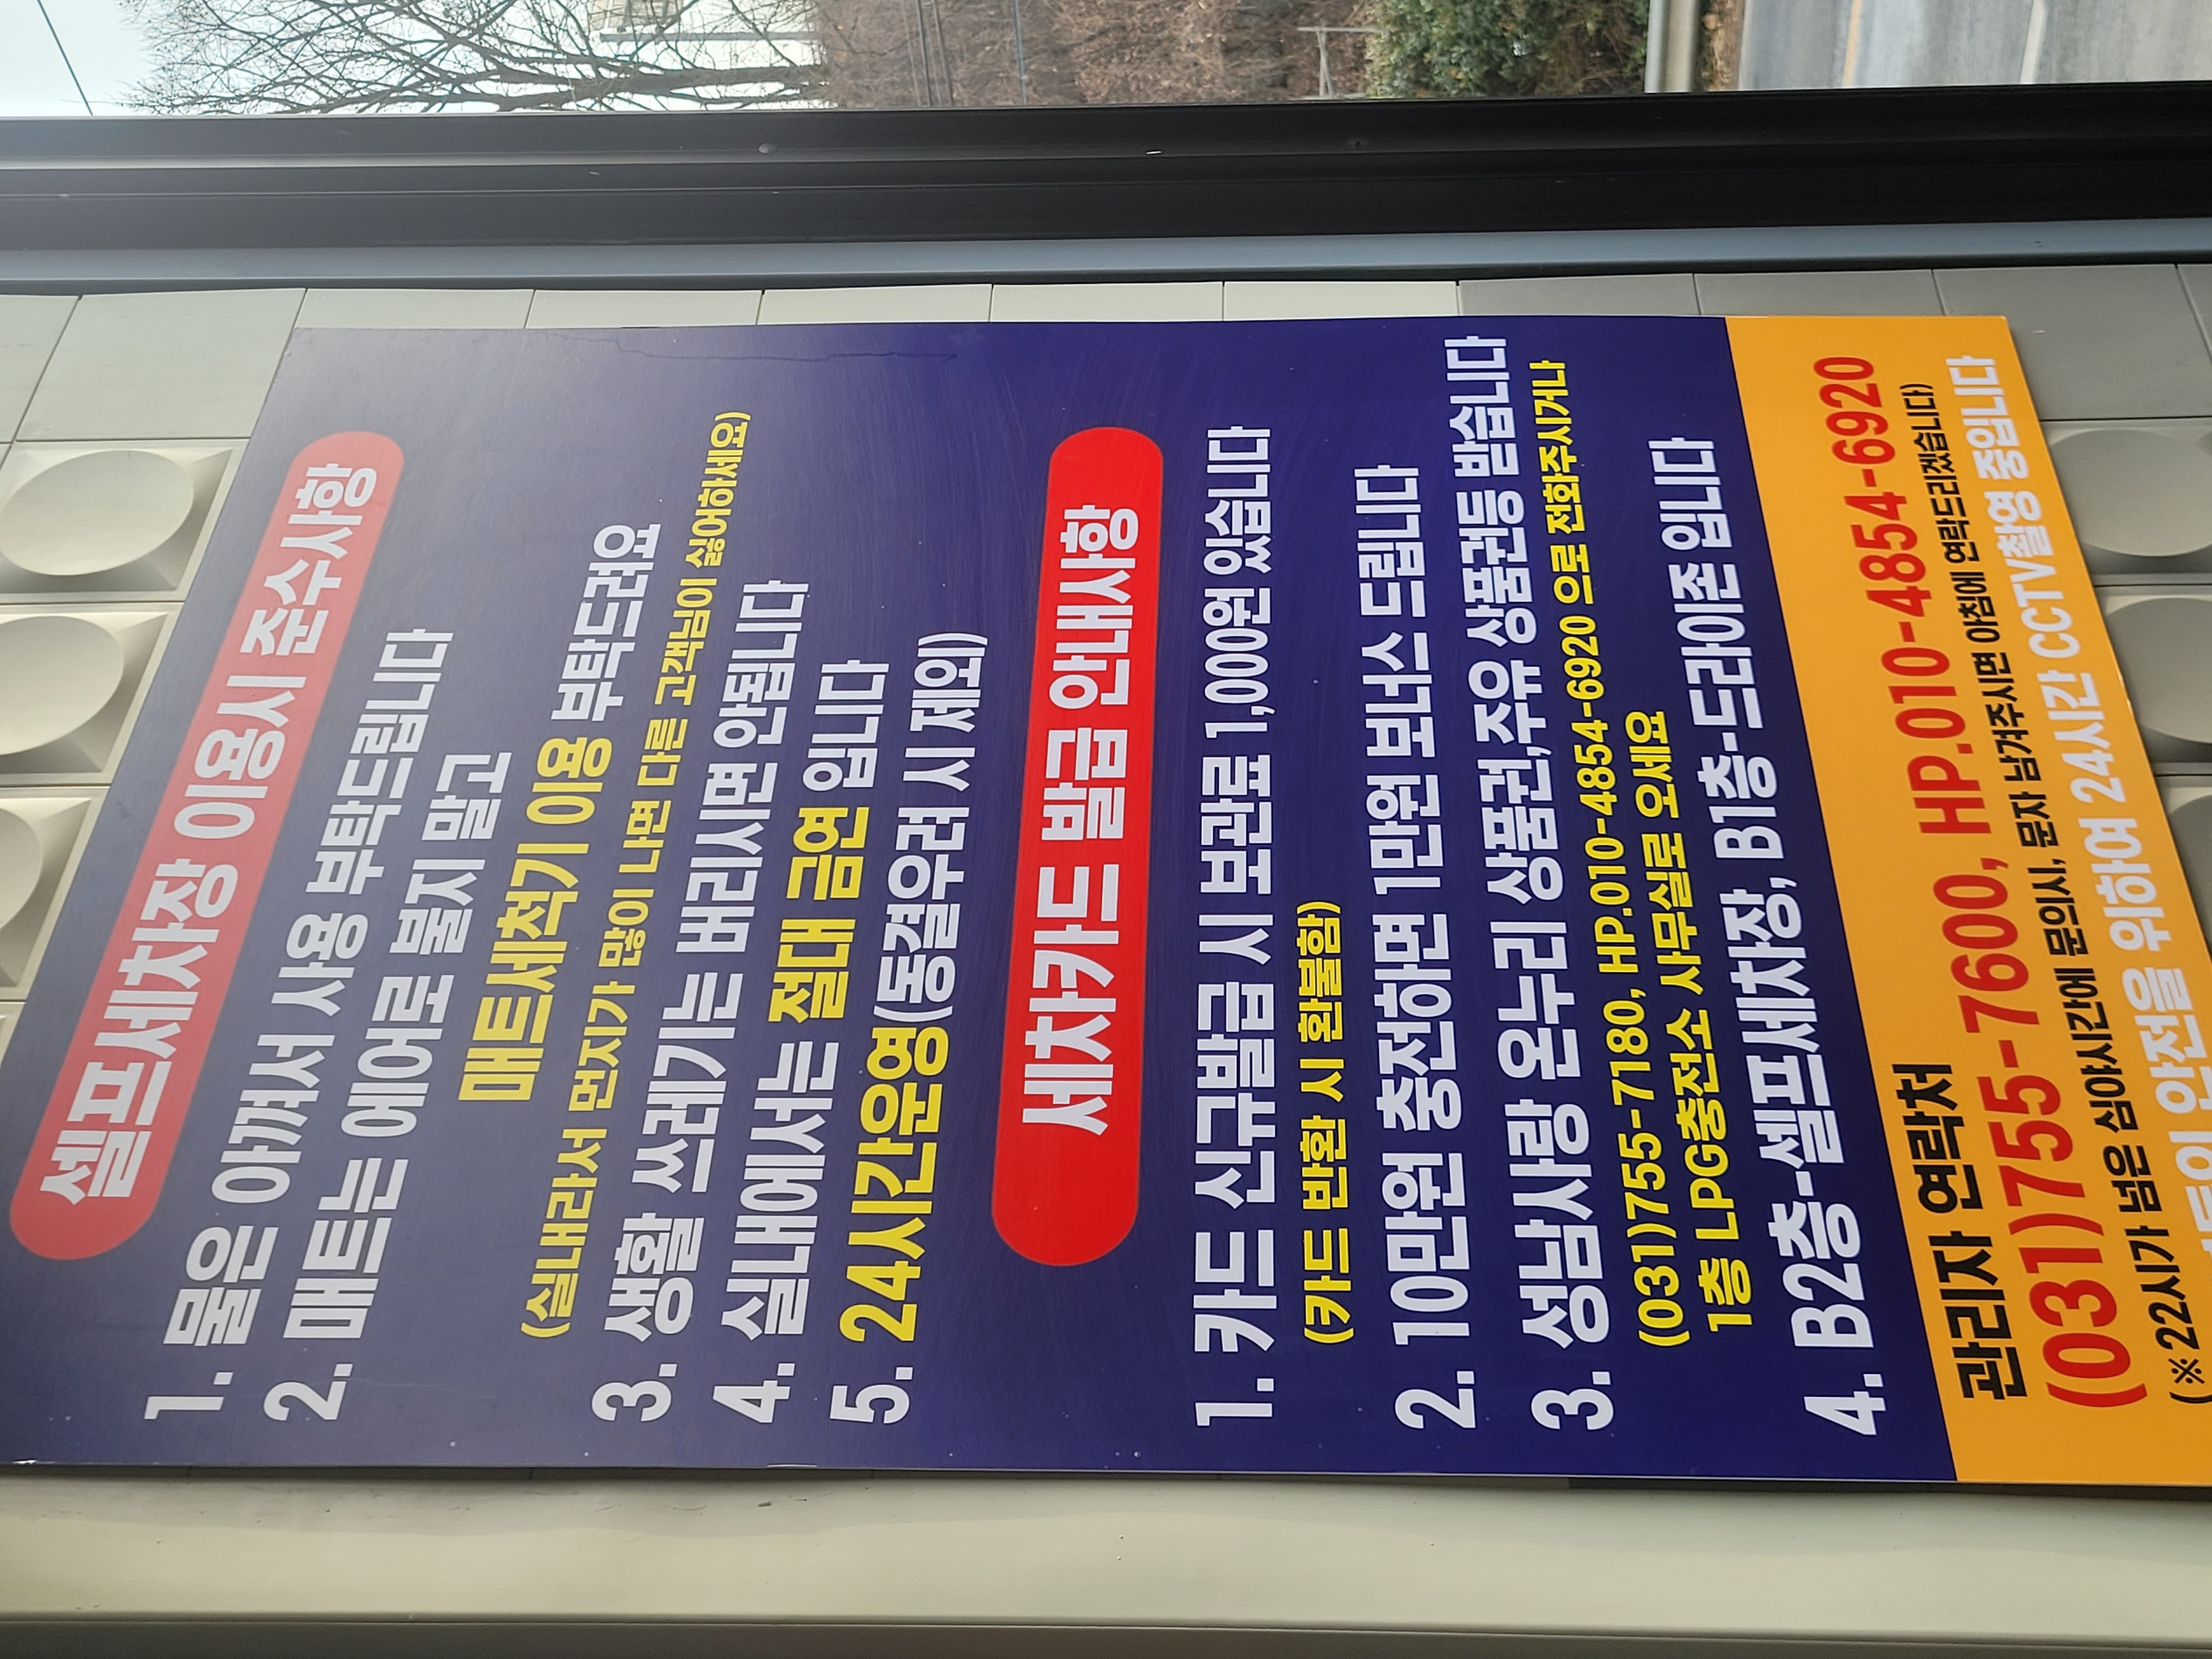 셀프세차장 이용시 준수사항
1. 물은 아껴서 사용 부탁드립니다
2. 매트는 에어로 불지 말고
매트세척기 이용 부탁드려요
(실내라서 먼지가 많이 나면 다른 고객님이 싫어하세요)
3. 생활 쓰레기는 버리시면 안됩니다
4. 실내에서는 절대 금연 입니다
5. 24시간운영(동결우려 시 제외)
세차카드 발급 안내사항
1. 카드 신규발급 시 보관료 1,000원 있습니다
(카드 반환 시 환불함)
2. 10만원 충전하면 1만원 보너스 드립니다
3. 성남사랑 온누리 상품권,주유 상품권등 받습니다
(031)755-7180, HP.010-4854-6920 으로 전화주시거나
1층 LPG충전소 사무실로 오세요
4. B2층-셀프세차장, B1층-드라이존 입니다
관리자 연락처
(031)755-7600, HP.010-4854-6920
(※22시가 넘은 심야시간에 문의시, 문자 남겨주시면 아침에 연락드리겠습니다)
안전을 위하여 24시간 CCTV촬영 중입니다